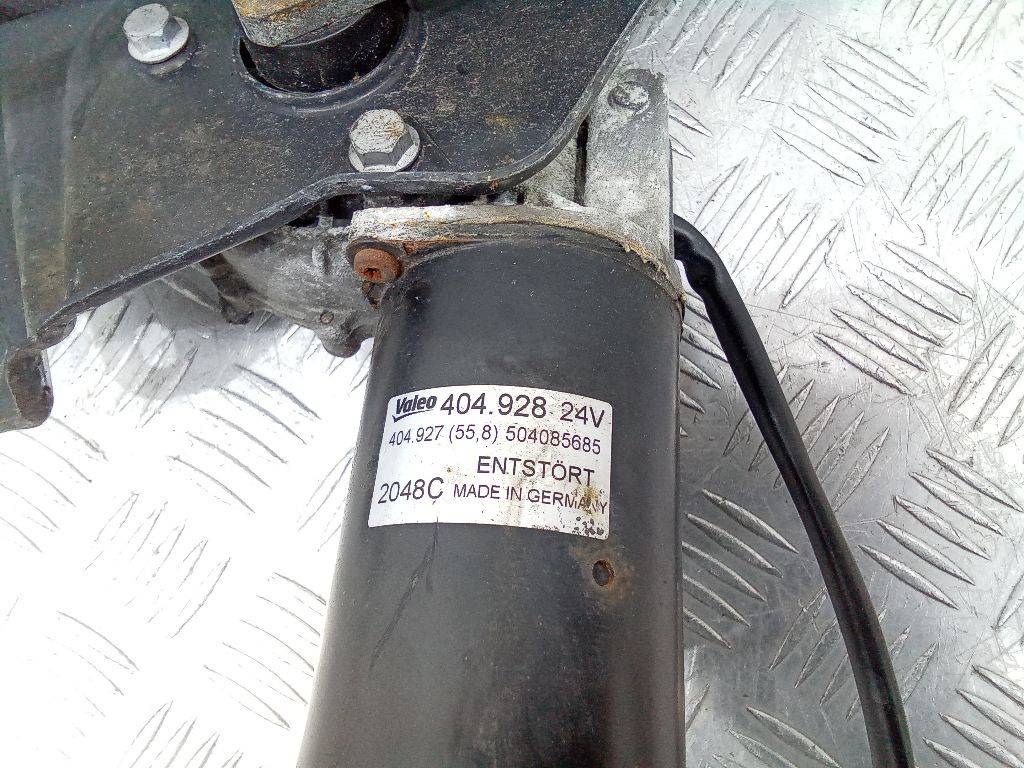 Valeo 404.928 24V
404.927 (55,8) 504085685
ENTSTÖRT
2048C MADE IN GERMANY